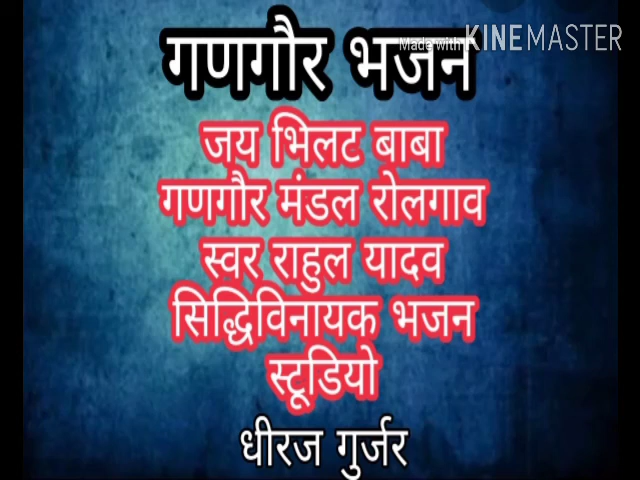 Made with KINEMASTER
गणगौर भजन
जय भिलट बाबा
गणगौर मंडल रोलगाव
स्वर राहुल यादव
सिद्धिविनायक भजन
स्टूडियो
धीरज गुर्जर